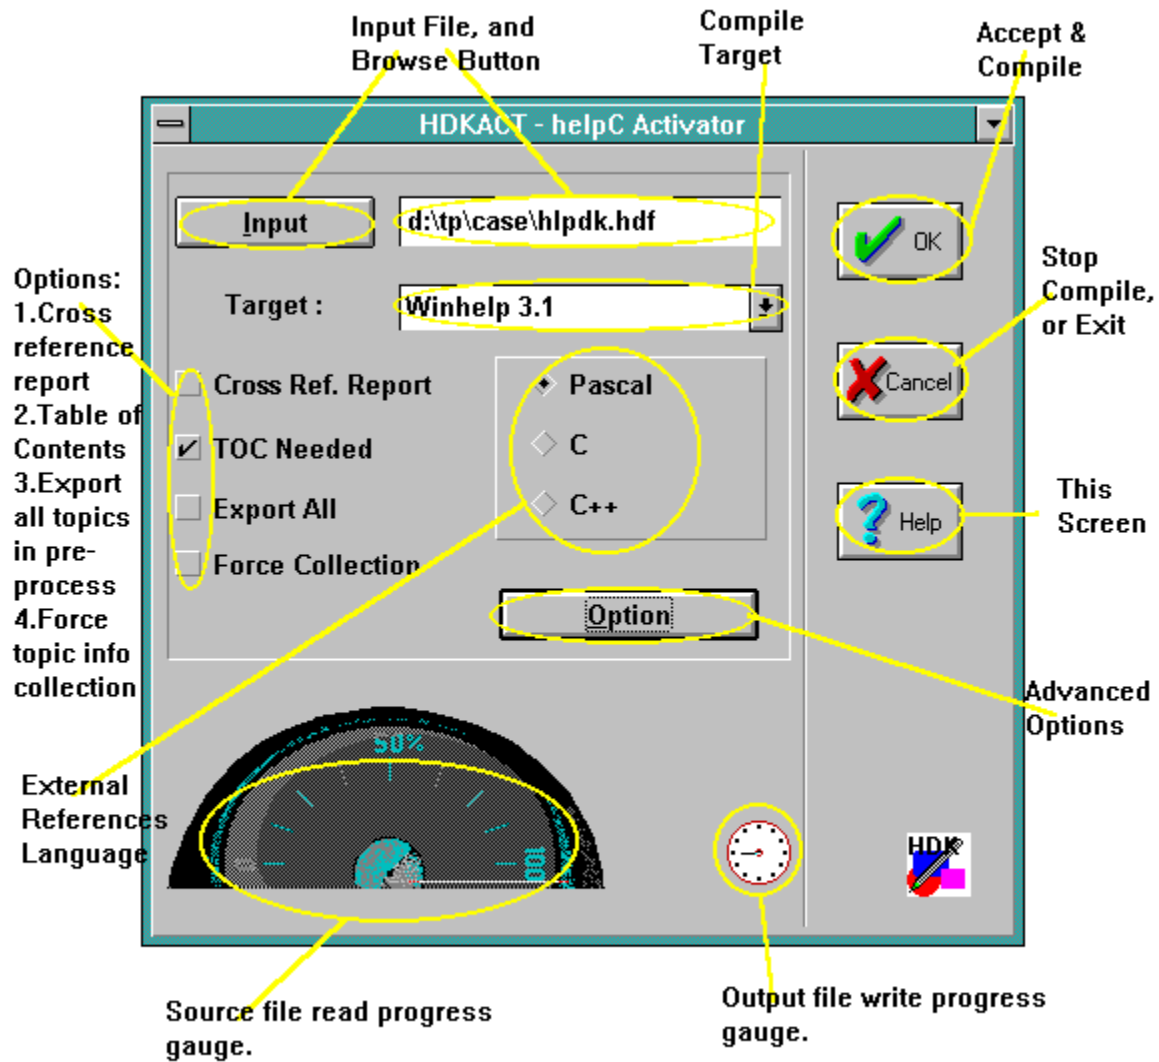 Input File, and
Browse Button
Compile
Target
Accept &
Compile
HDKACT - helpC Activator
Input
d:\tp\case\hlpdk.hdf
OK
Target :
Winhelp 3.1
Stop
Compile,
or Exit
Options:
1.Cross
reference
report
2.Table of
Contents
3.Export
all topics
in pre-
process
4.Force
topic info
collection
Cross Ref. Report
TOC Needed
Export All
Force Collection
Pascal
C
C++
Cancel
Help
This
Screen
Option
Advanced
Options
External
References
Language
0
50%
100
HDK
Source file read progress
gauge.
Output file write progress
gauge.